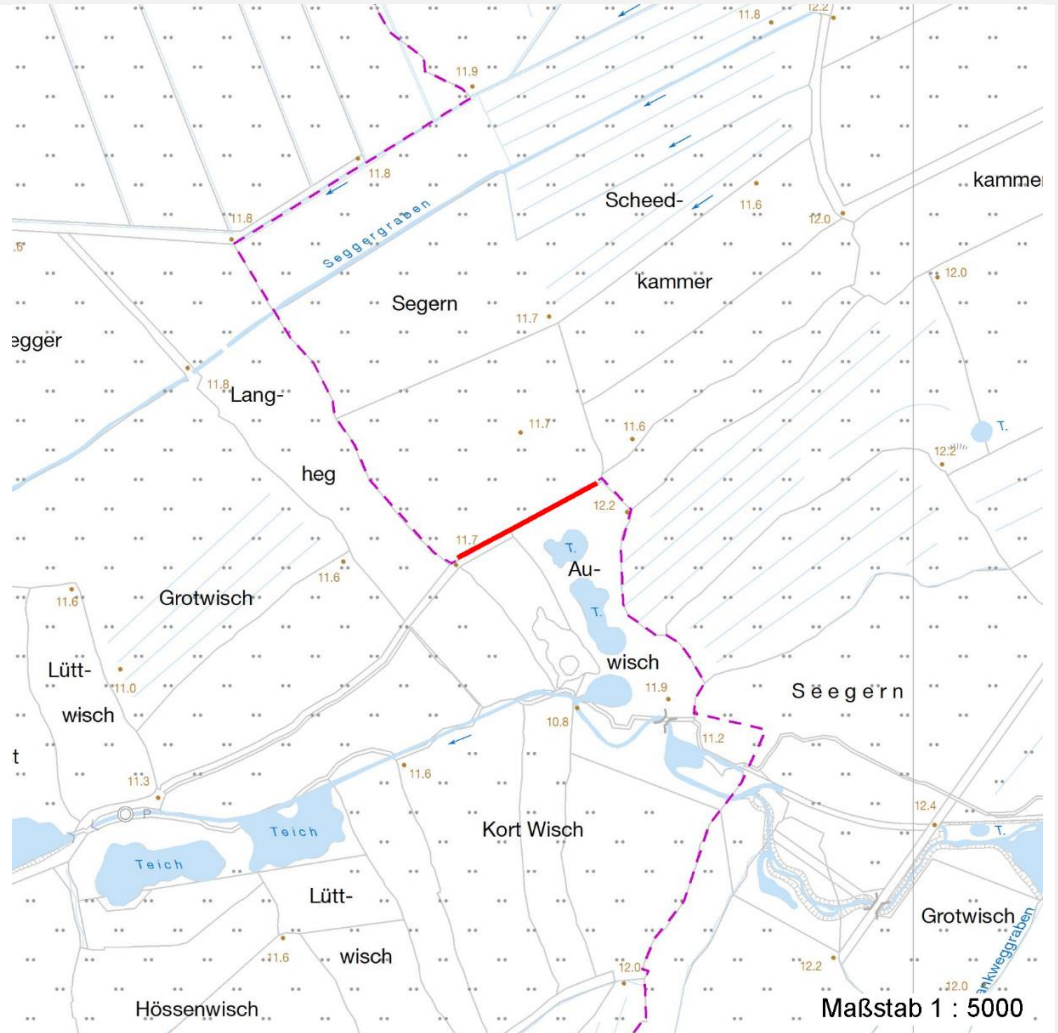 12.2
11.8
11.9
11.8
kammer
Scheed-
11.6
12.0
11.8
Seggergraben
.6
kammer
12.0
Segern
11.7
egger
11.8
Lang-
11.7
11.6
T.
12.2
heg
12.2
11.7
T.
Au-
11.6
11.6
Grotwisch
T.
Lütt-
wisch
11.0
11.9
Seegern
wisch
10.8
11.2
t
11.6
11.3
12.4
P
Teich
Kort Wisch
T.
Teich
Lütt-
Grotwisch
wisch
11.6
12.0
12.2
ankweggraben
12.0
Hössenwisch
Maßstab 1 : 5000